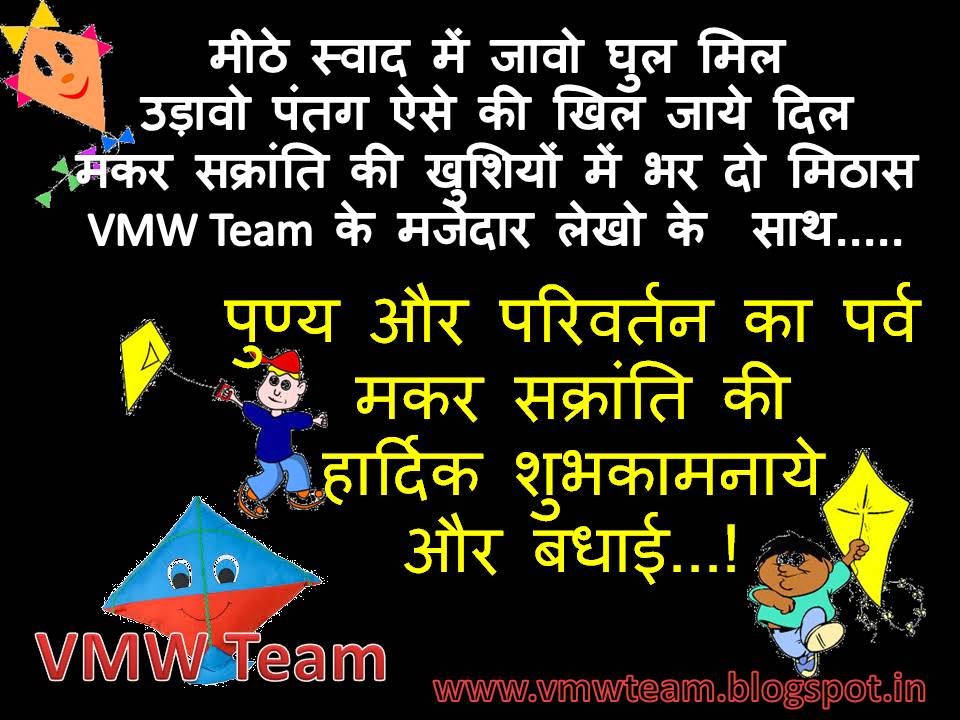 मीठे स्वाद में जावो घुल मिल
उड़ावो पंतग ऐसे की खिल जाये दिल
मकर सक्रांति की खुशियों में भर दो मिठास
VMW Team के मजेदार लेखो के साथ.....
पुण्य और परिवर्तन का पर्व
मकर सक्रांति की
हार्दिक शुभकामनाये
और बधाई...!
VMW Team
www.vmwteam.blogspot.in